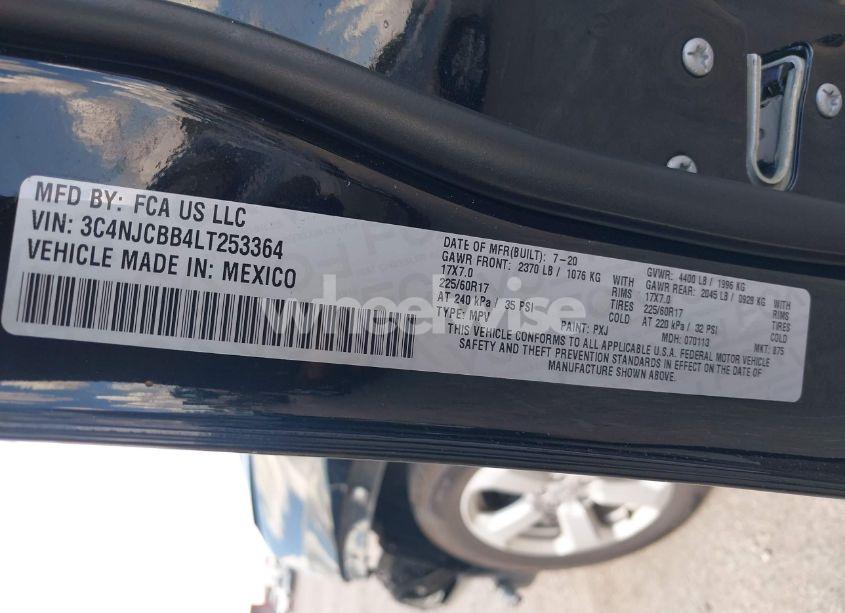 MFD BY: FCA US LLC
VIN: 3C4NJCBB4LT253364
VEHICLE MADE IN: MEXICO
DATE OF MFR(BUILT): 7-20
GAWR FRONT: 2370 LB / 1076 KG WITH
17X7.0 RIMS
225/60R17 TIRES
AT 240 kPa / 35 PSI COLD
TYPE: MPV
GVWR: 4400 LB / 1996 KG
GAWR REAR: 2045 LB / 0928 KG WITH
17X7.0 RIMS
225/60R17 TIRES
AT 220 kPa / 32 PSI COLD
PAINT: PXJ MDH: 070113 MKT: 875
THIS VEHICLE CONFORMS TO ALL APPLICABLE U.S.A. FEDERAL MOTOR VEHICLE
SAFETY AND THEFT PREVENTION STANDARDS IN EFFECT ON THE DATE OF
MANUFACTURE SHOWN ABOVE.
wheelwise